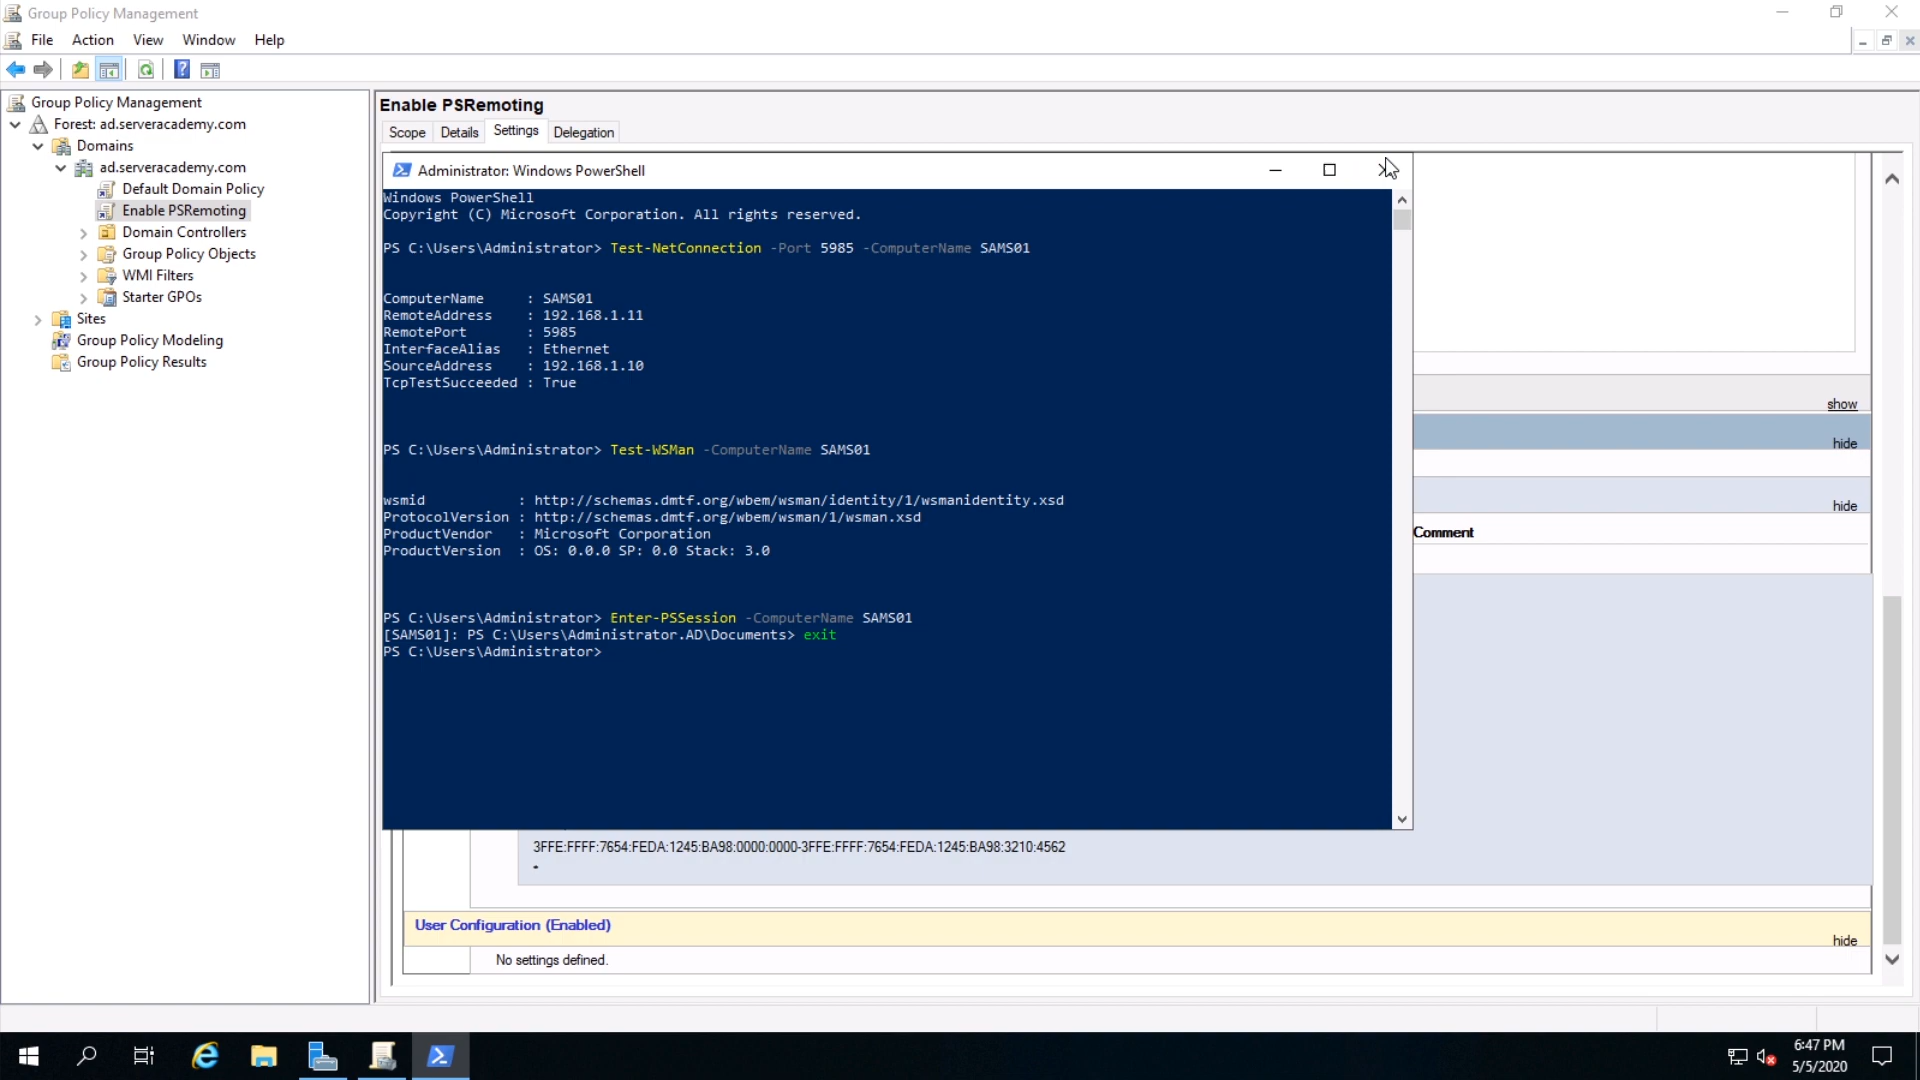 Group Policy Management
File Action View Window Help
Group Policy Management
Forest: ad.serveracademy.com
Domains
ad.serveracademy.com
Default Domain Policy
Enable PSRemoting
Domain Controllers
Group Policy Objects
WMI Filters
Starter GPOs
Sites
Group Policy Modeling
Group Policy Results
Enable PSRemoting
Scope Details Settings Delegation
Administrator: Windows PowerShell
Windows PowerShell
Copyright (C) Microsoft Corporation. All rights reserved.
PS C:\Users\Administrator> Test-NetConnection -Port 5985 -ComputerName SAMS01
ComputerName : SAMS01
RemoteAddress : 192.168.1.11
RemotePort : 5985
InterfaceAlias : Ethernet
SourceAddress : 192.168.1.10
TcpTestSucceeded : True
PS C:\Users\Administrator> Test-WSMan -ComputerName SAMS01
wsmid : http://schemas.dmtf.org/wbem/wsman/identity/1/wsmanidentity.xsd
ProtocolVersion : http://schemas.dmtf.org/wbem/wsman/1/wsman.xsd
ProductVendor : Microsoft Corporation
ProductVersion : OS: 0.0.0 SP: 0.0 Stack: 3.0
PS C:\Users\Administrator> Enter-PSSession -ComputerName SAMS01
[SAMS01]: PS C:\Users\Administrator.AD\Documents> exit
PS C:\Users\Administrator>
show
hide
hide
Comment
3FFE:FFFF:7654:FEDA:1245:BA98:0000:0000-3FFE:FFFF:7654:FEDA:1245:BA98:3210:4562
User Configuration (Enabled)
hide
No settings defined.
6:47 PM
5/5/2020